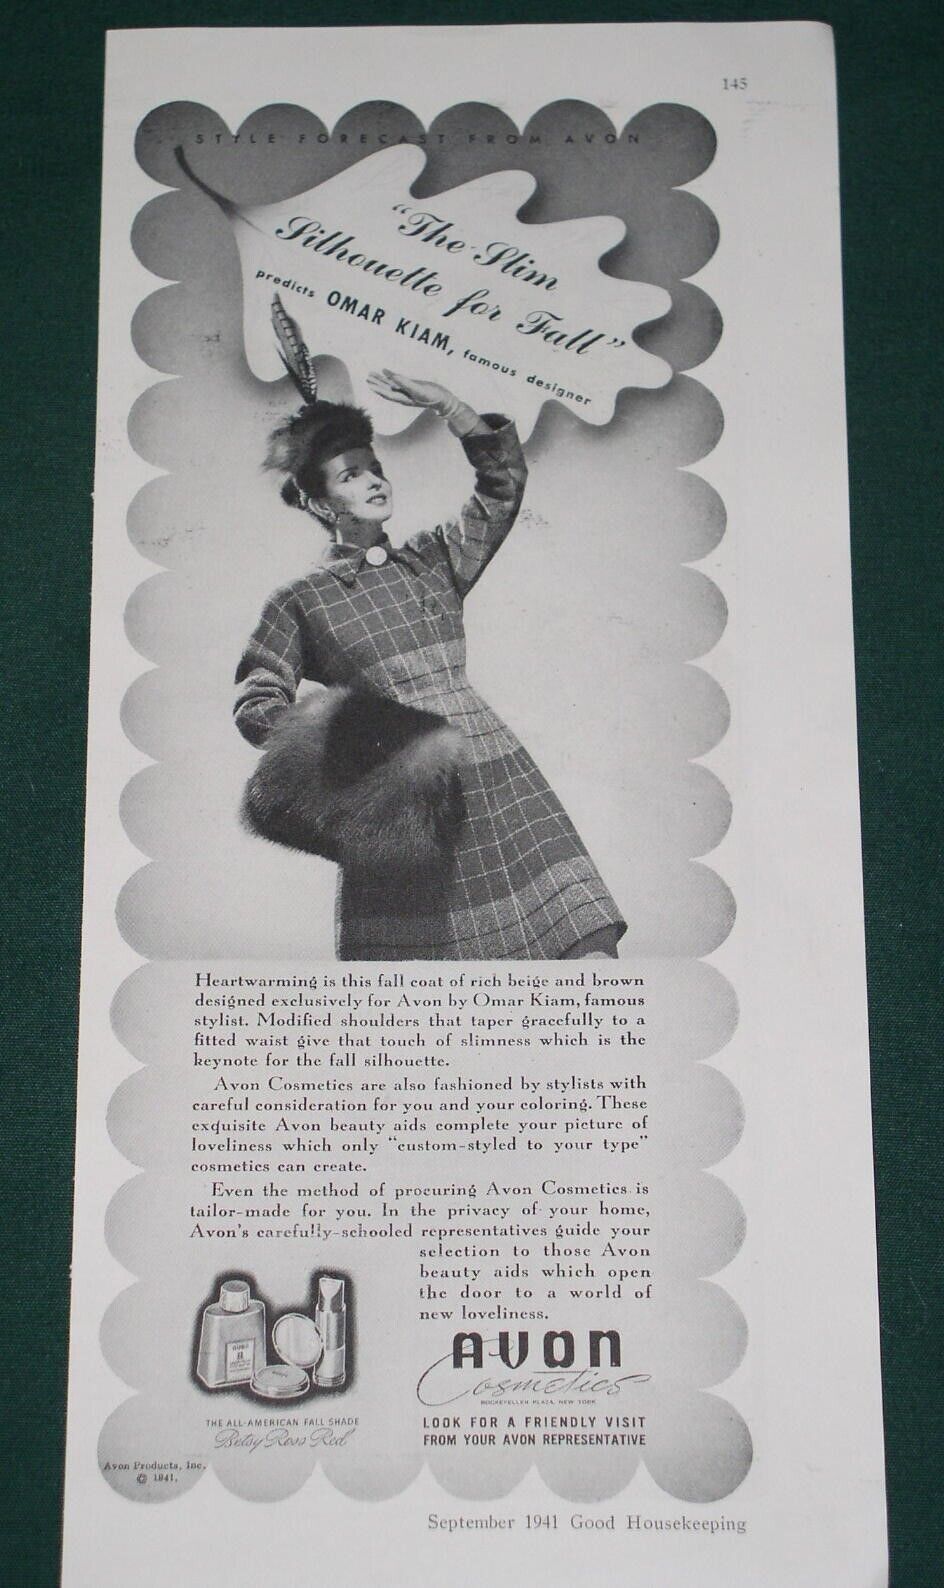 145
STYLE FORECAST FROM AVON
"The Slim
Silhouette for Fall"
predicts OMAR KIAM, famous designer
Heartwarming is this fall coat of rich beige and brown
designed exclusively for Avon by Omar Kiam, famous
stylist. Modified shoulders that taper gracefully to a
fitted waist give that touch of slimness which is the
keynote for the fall silhouette.
Avon Cosmetics are also fashioned by stylists with
careful consideration for you and your coloring. These
exquisite Avon beauty aids complete your picture of
loveliness which only "custom-styled to your type"
cosmetics can create.
Even the method of procuring Avon Cosmetics is
tailor-made for you. In the privacy of your home,
Avon's carefully-schooled representatives guide your
selection to those Avon
beauty aids which open
the door to a world of
new loveliness.
AVON
Cosmetics
ROCKEFELLER PLAZA, NEW YORK
LOOK FOR A FRIENDLY VISIT
FROM YOUR AVON REPRESENTATIVE
THE ALL-AMERICAN FALL SHADE
Betsy Ross Red
Avon Products, Inc.
© 1941.
September 1941 Good Housekeeping